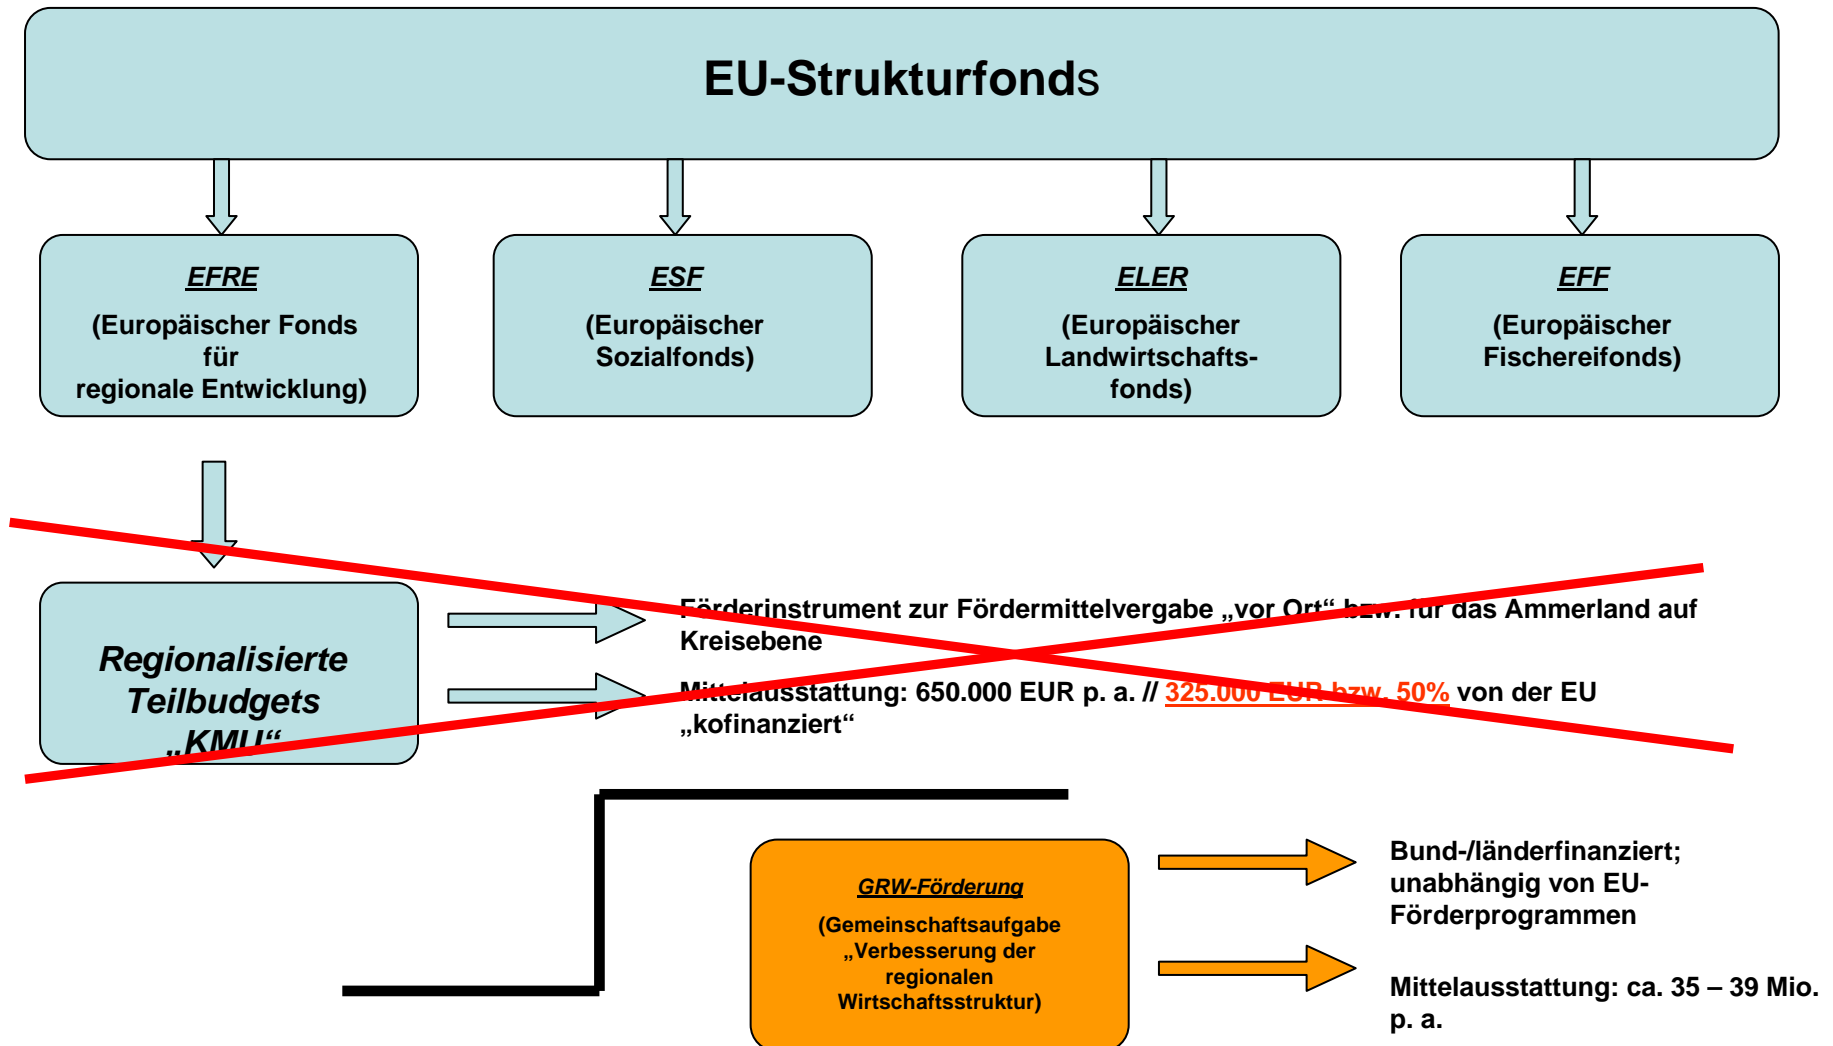 EU-Strukturfonds
EFRE
(Europäischer Fonds
für
regionale Entwicklung)
ESF
(Europäischer
Sozialfonds)
ELER
(Europäischer
Landwirtschafts-
fonds)
EFF
(Europäischer
Fischereifonds)
Regionalisierte
Teilbudgets
„KMU“
Förderinstrument zur Fördermittelvergabe „vor Ort“ bzw. für das Ammerland auf
Kreisebene
Mittelausstattung: 650.000 EUR p. a. // 325.000 EUR bzw. 50% von der EU
„kofinanziert“
GRW-Förderung
(Gemeinschaftsaufgabe
„Verbesserung der
regionalen
Wirtschaftsstruktur)
Bund-/länderfinanziert;
unabhängig von EU-
Förderprogrammen
Mittelausstattung: ca. 35 – 39 Mio.
p. a.